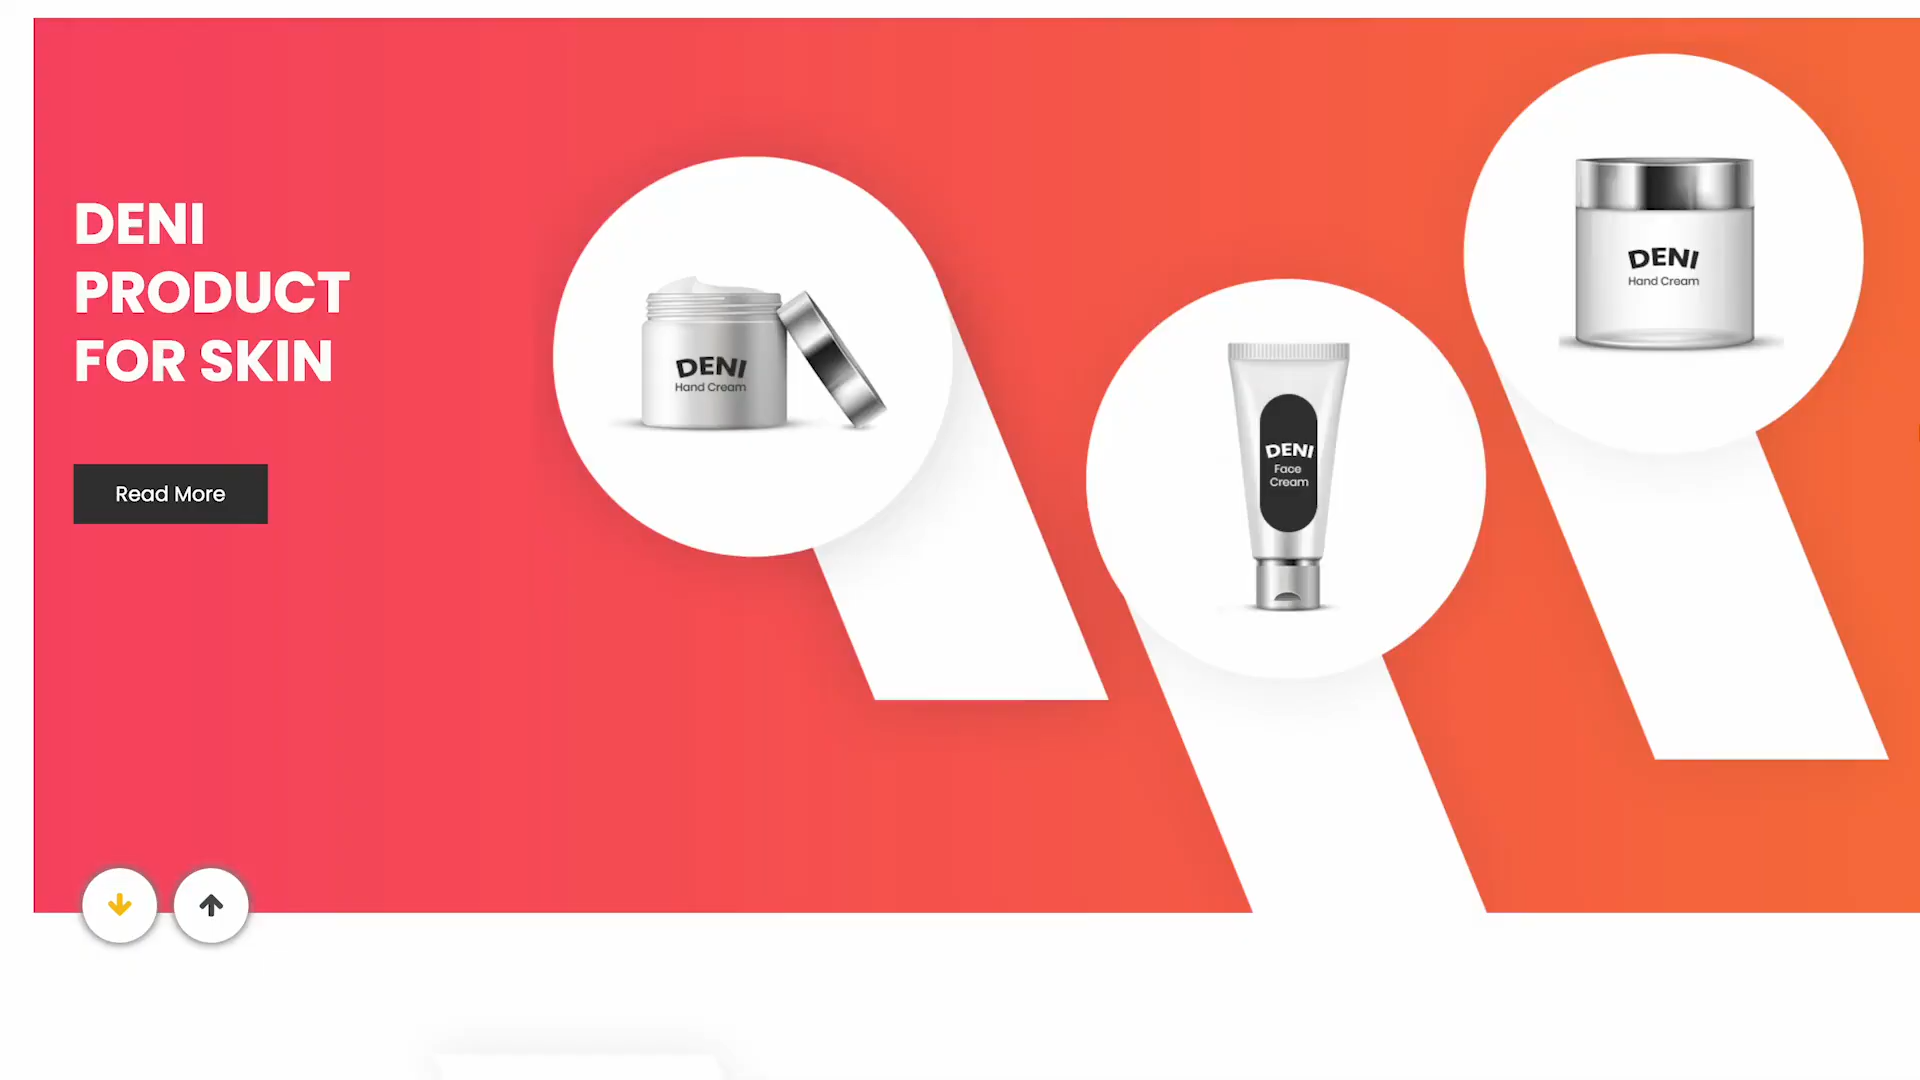 DENI
PRODUCT
FOR SKIN
Read More
DENI
Hand Cream
DENI
Face
Cream
DENI
Hand Cream